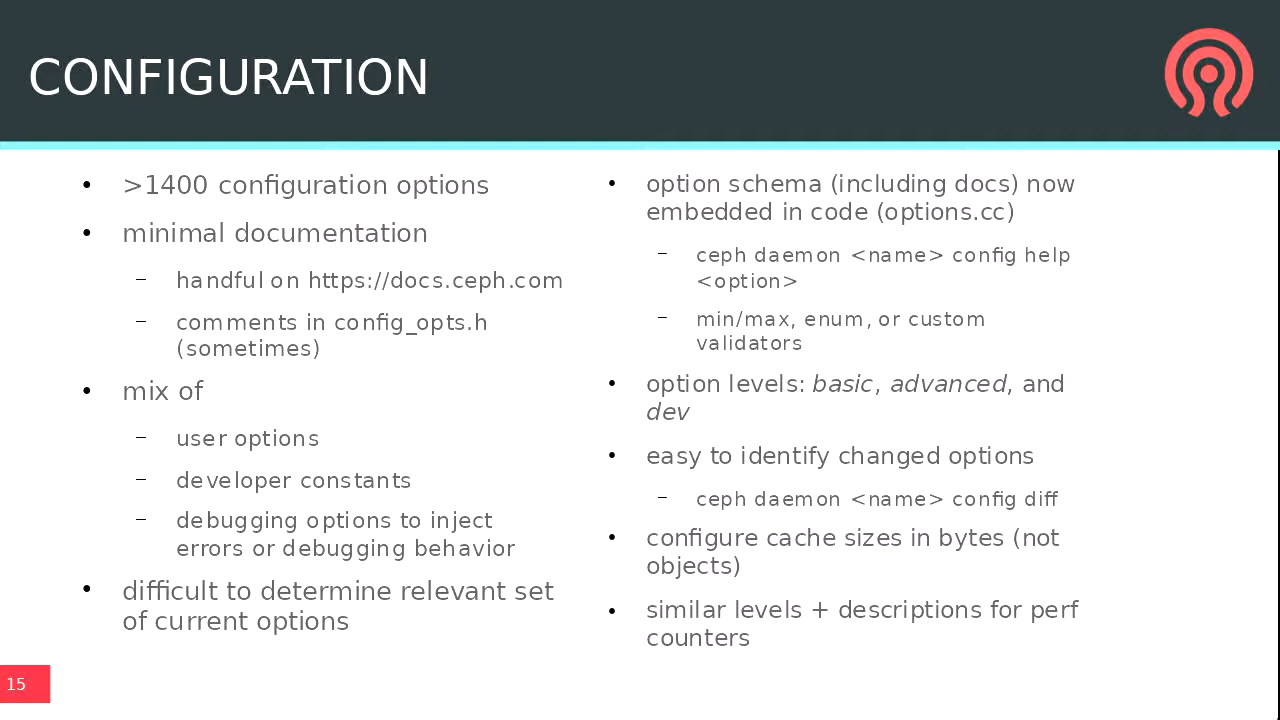 CONFIGURATION
• >1400 configuration options
• minimal documentation
– handful on https://docs.ceph.com
– comments in config_opts.h
(sometimes)
• mix of
– user options
– developer constants
– debugging options to inject
errors or debugging behavior
• difficult to determine relevant set
of current options
• option schema (including docs) now
embedded in code (options.cc)
– ceph daemon <name> config help
<option>
– min/max, enum, or custom
validators
• option levels: basic, advanced, and
dev
• easy to identify changed options
– ceph daemon <name> config diff
• configure cache sizes in bytes (not
objects)
• similar levels + descriptions for perf
counters
15